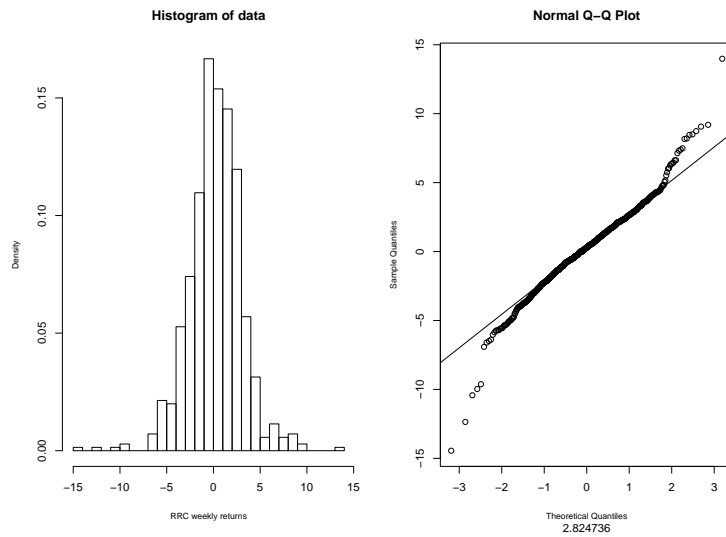 Histogram of data
Density
0.00
0.05
0.10
0.15
−15 −10 −5 0 5 10 15
RRC weekly returns
Normal Q−Q Plot
Sample Quantiles
−15
−10
−5
0
5
10
15
−3 −2 −1 0 1 2 3
Theoretical Quantiles
2.824736